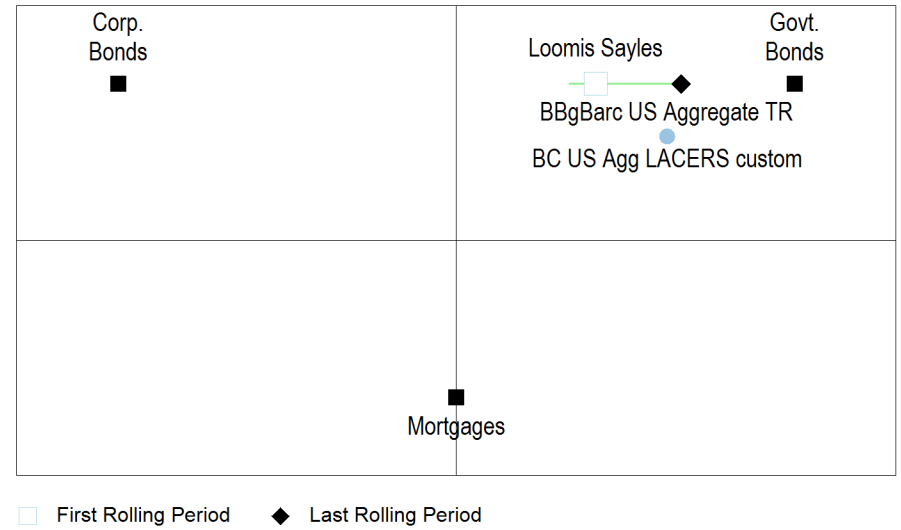 Corp.
Bonds
Loomis Sayles
Govt.
Bonds
BBgBarc US Aggregate TR
BC US Agg LACERS custom
Mortgages
First Rolling Period
Last Rolling Period